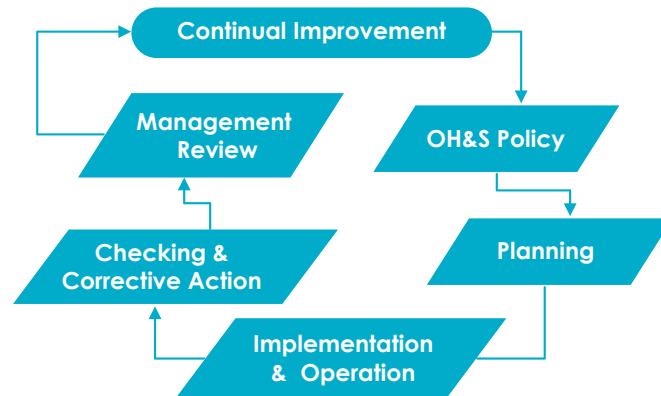 Continual Improvement
Management
Review
OH&S Policy
Checking &
Corrective Action
Planning
Implementation
& Operation